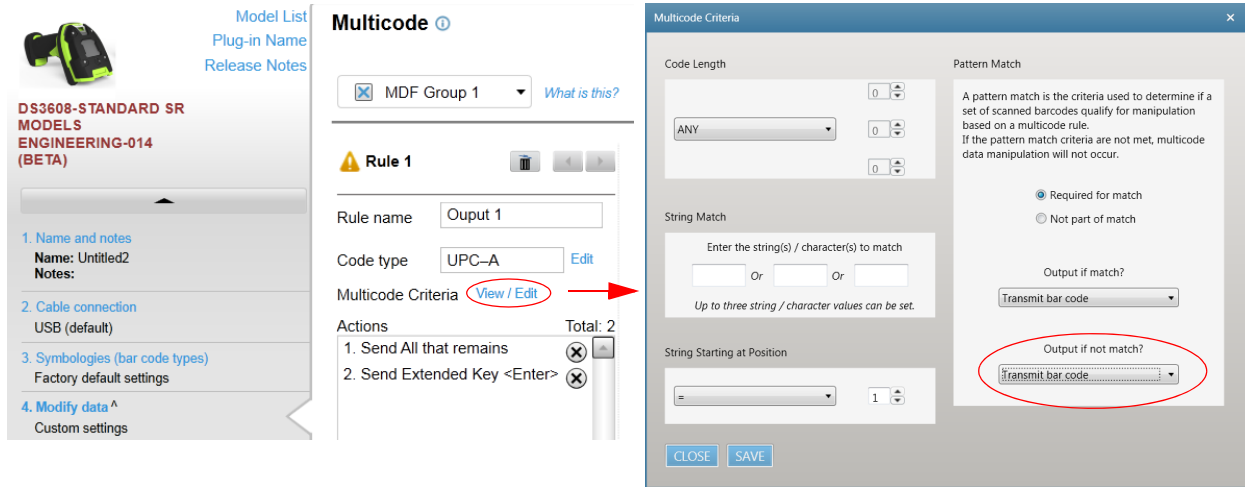 Model List
Plug-in Name
Release Notes
DS3608-STANDARD SR
MODELS
ENGINEERING-014
(BETA)
1. Name and notes
Name: Untitled2
Notes:
2. Cable connection
USB (default)
3. Symbologies (bar code types)
Factory default settings
4. Modify data ^
Custom settings
Multicode
MDF Group 1
What is this?
Rule 1
Rule name
Ouput 1
Code type
UPC–A
Edit
Multicode Criteria
View / Edit
Actions
Total: 2
1. Send All that remains
2. Send Extended Key <Enter>
Multicode Criteria
Code Length
ANY
0
0
0
String Match
Enter the string(s) / character(s) to match
Or
Or
Up to three string / character values can be set.
String Starting at Position
=
1
CLOSE
SAVE
Pattern Match
A pattern match is the criteria used to determine if a
set of scanned barcodes qualify for manipulation
based on a multicode rule.
If the pattern match criteria are not met, multicode
data manipulation will not occur.
Required for match
Not part of match
Output if match?
Transmit bar code
Output if not match?
Transmit bar code